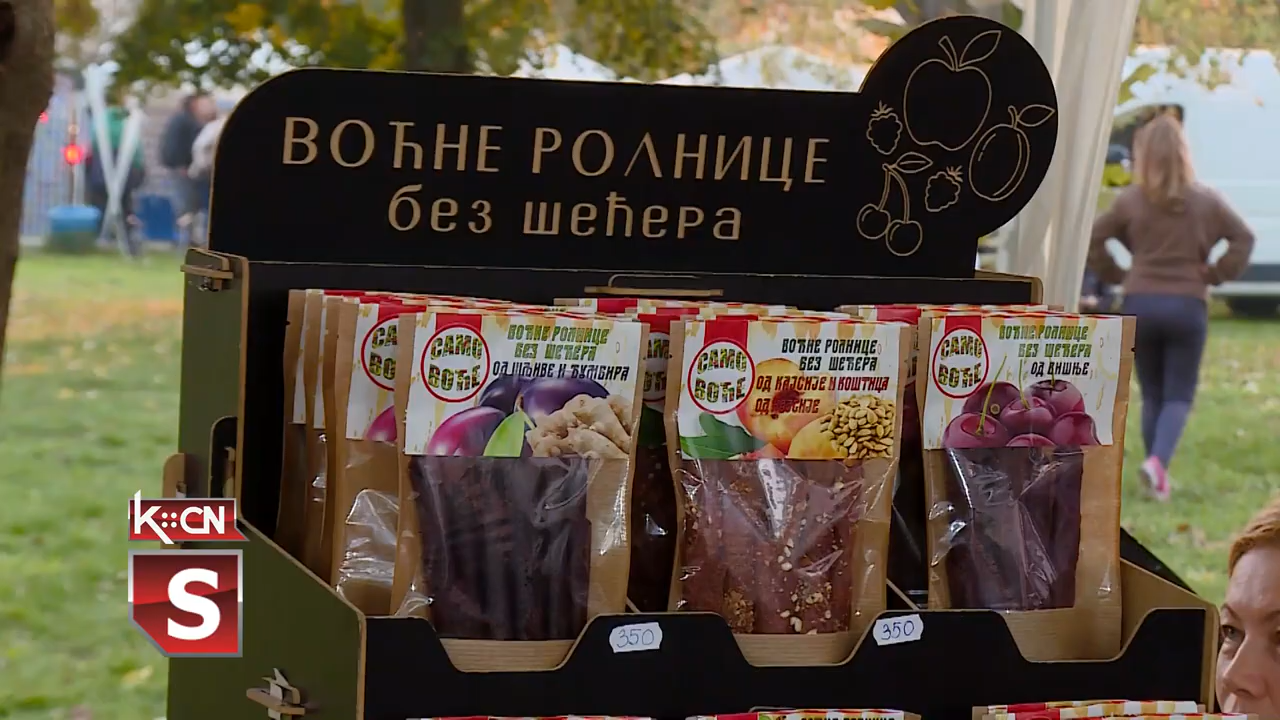 ВОЋНЕ РОЛНИЦЕ
без шећера
САМО
ВОЋЕ
ВОЋНЕ РОЛНИЦЕ
БЕЗ ШЕЋЕРА
ОД ШЉИВЕ И ЂУМБИРА
САМО
ВОЋЕ
ВОЋНЕ РОЛНИЦЕ
БЕЗ ШЕЋЕРА
ОД КАЈСИЈЕ И КОШТИЦА
ОД КАЈСИЈЕ
САМО
ВОЋЕ
ВОЋНЕ РОЛНИЦЕ
БЕЗ ШЕЋЕРА
ОД ВИШЊЕ
350
350
K::CN
S